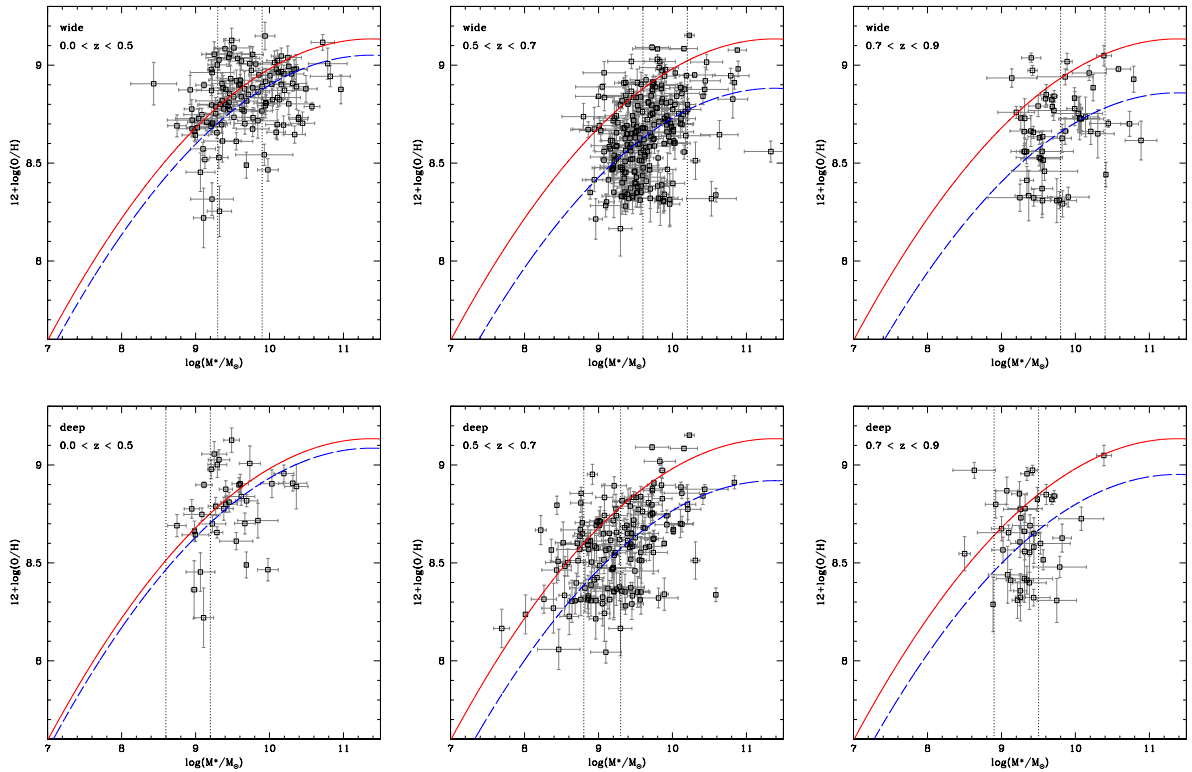 wide
0.0 < z < 0.5
12+log(O/H)
9
8.5
8
7 8 9 10 11
log(M*/M⊙)
wide
0.5 < z < 0.7
12+log(O/H)
9
8.5
8
7 8 9 10 11
log(M*/M⊙)
wide
0.7 < z < 0.9
12+log(O/H)
9
8.5
8
7 8 9 10 11
log(M*/M⊙)
deep
0.0 < z < 0.5
12+log(O/H)
9
8.5
8
7 8 9 10 11
log(M*/M⊙)
deep
0.5 < z < 0.7
12+log(O/H)
9
8.5
8
7 8 9 10 11
log(M*/M⊙)
deep
0.7 < z < 0.9
12+log(O/H)
9
8.5
8
7 8 9 10 11
log(M*/M⊙)